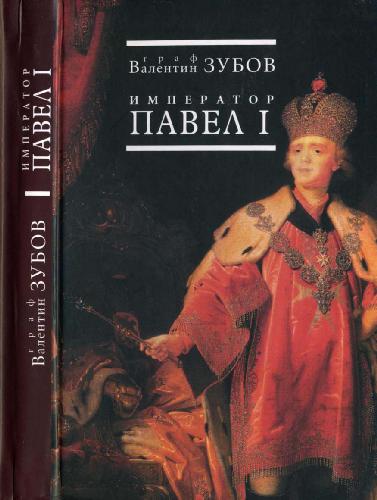 граф
Валентин ЗУБОВ
ИМПЕРАТОР
ПАВЕЛ I
граф
Валентин ЗУБОВ
ИМПЕРАТОР
ПАВЕЛ I